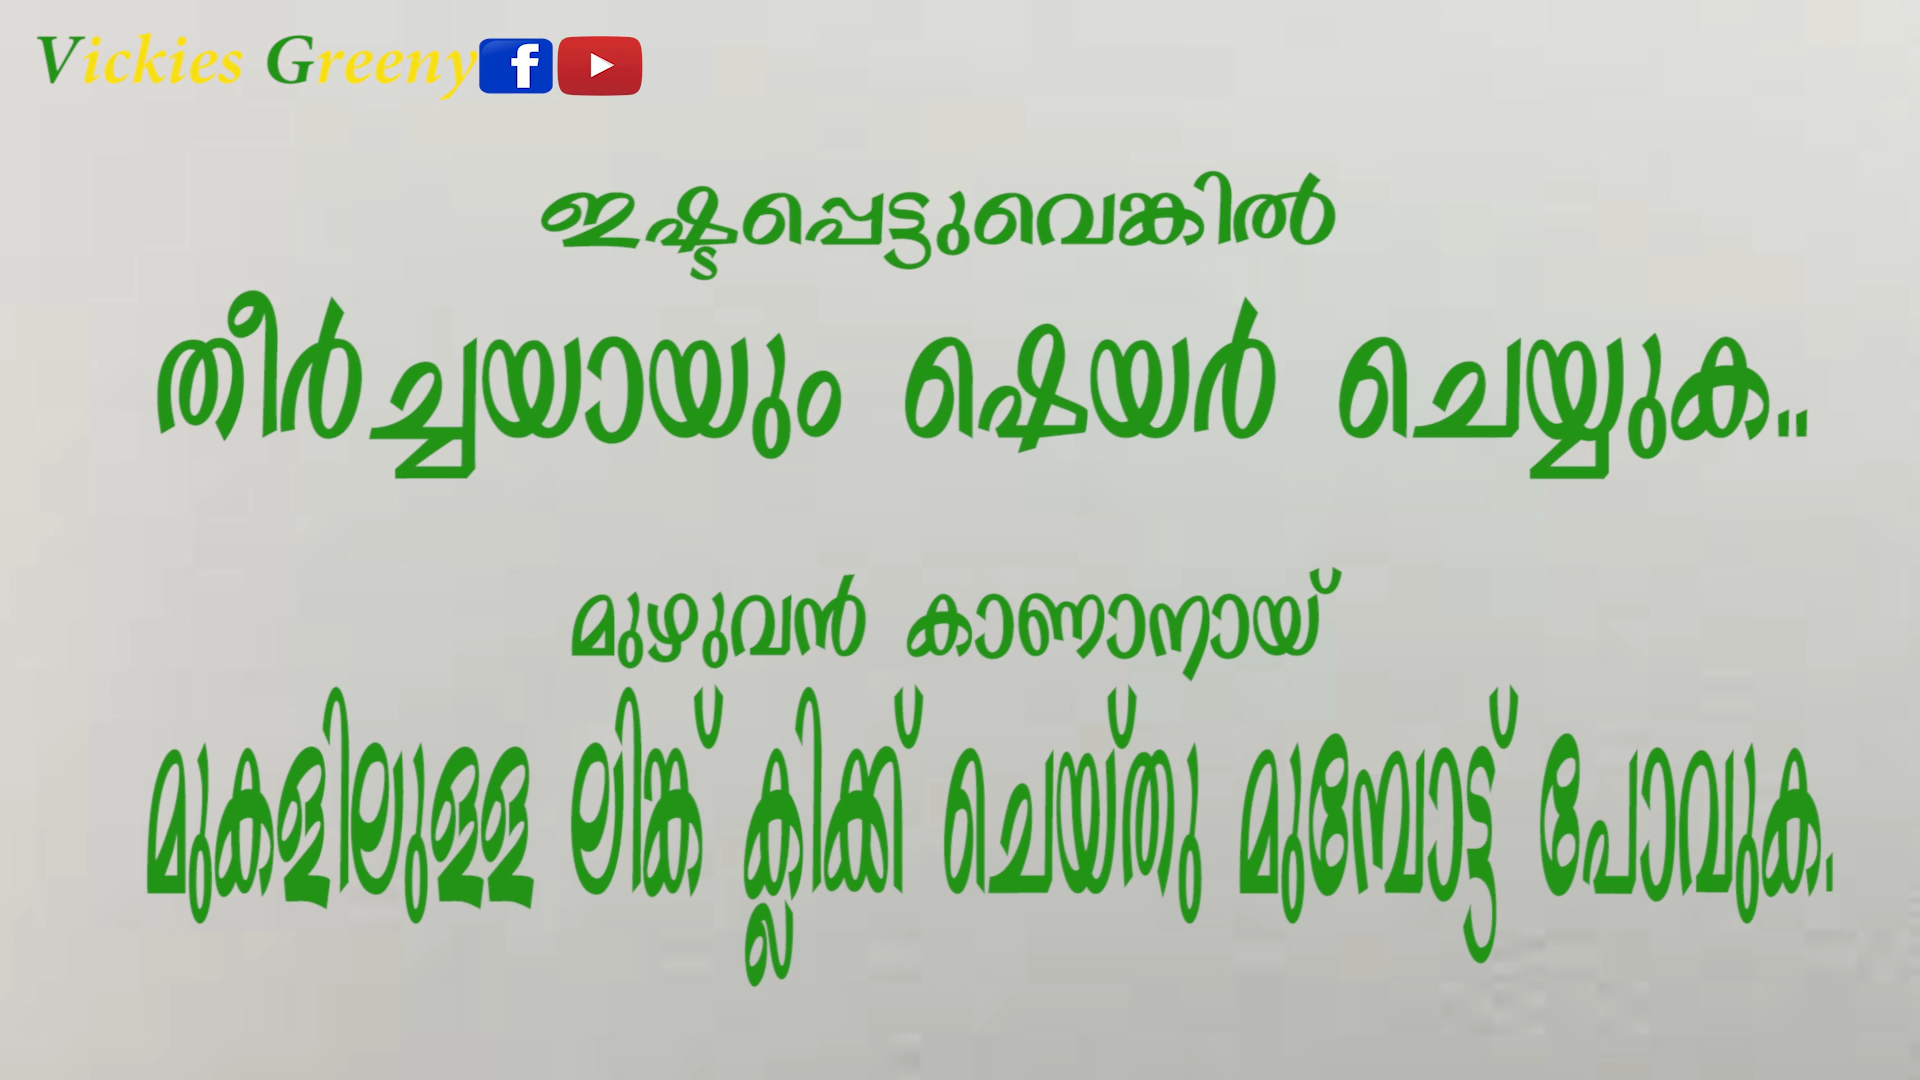 Vickies Greeny
ഇഷ്ടപ്പെട്ടുവെങ്കിൽ
തീർച്ചയായും ഷെയർ ചെയ്യുക..
മുഴുവൻ കാണാനായ്
മുകളിലുള്ള ലിങ്ക് ക്ലിക്ക് ചെയ്തു മുമ്പോട്ട് പോവുക.